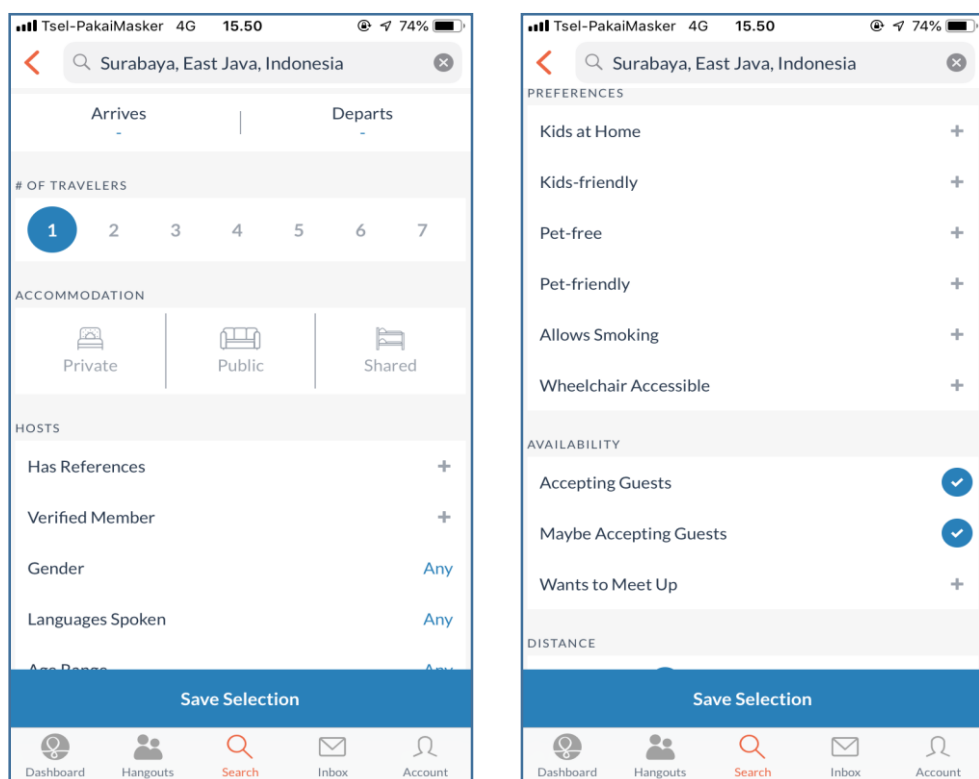 Tsel-PakaiMasker 4G 15.50 74%
Surabaya, East Java, Indonesia
Arrives Departs
- -
# OF TRAVELERS
1 2 3 4 5 6 7
ACCOMMODATION
Private Public Shared
HOSTS
Has References +
Verified Member +
Gender Any
Languages Spoken Any
Age Range Any
Save Selection
Dashboard Hangouts Search Inbox Account
Tsel-PakaiMasker 4G 15.50 74%
Surabaya, East Java, Indonesia
PREFERENCES
Kids at Home +
Kids-friendly +
Pet-free +
Pet-friendly +
Allows Smoking +
Wheelchair Accessible +
AVAILABILITY
Accepting Guests
Maybe Accepting Guests
Wants to Meet Up +
DISTANCE
Save Selection
Dashboard Hangouts Search Inbox Account